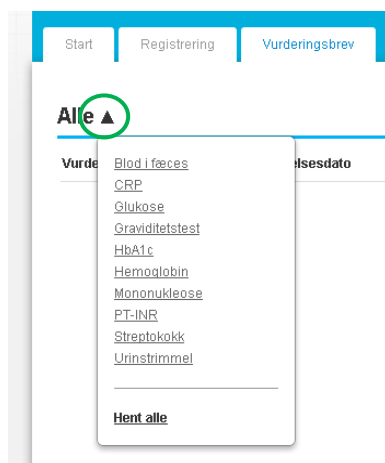 Start Registrering Vurderingsbrev
Alle ▲
Vurde elsesdato
Blod i fæces
CRP
Glukose
Graviditetstest
HbA1c
Hemoglobin
Mononukleose
PT-INR
Streptokokk
Urinstrimmel
Hent alle